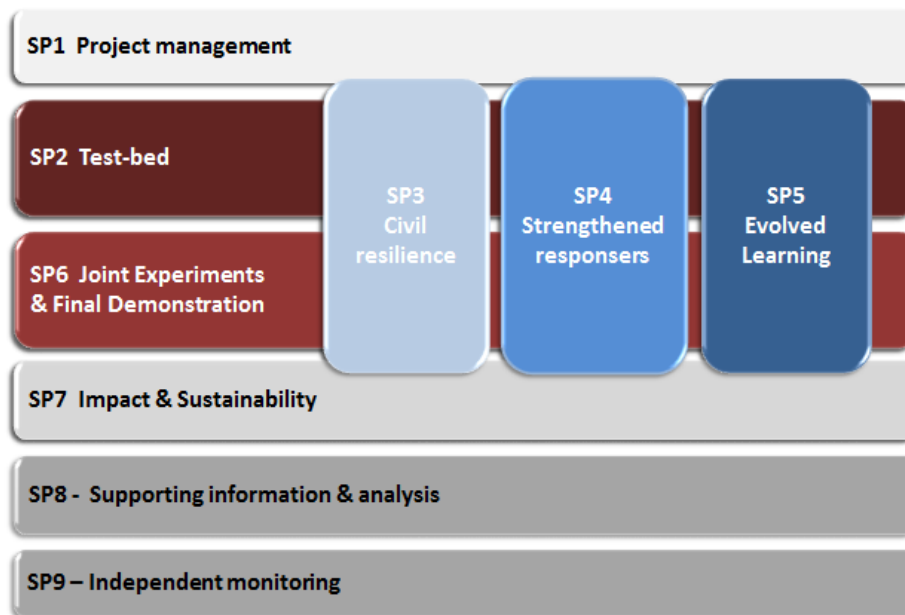 SP1 Project management
SP2 Test-bed
SP3
Civil
resilience
SP4
Strengthened
responsers
SP5
Evolved
Learning
SP6 Joint Experiments
& Final Demonstration
SP7 Impact & Sustainability
SP8 - Supporting information & analysis
SP9 – Independent monitoring